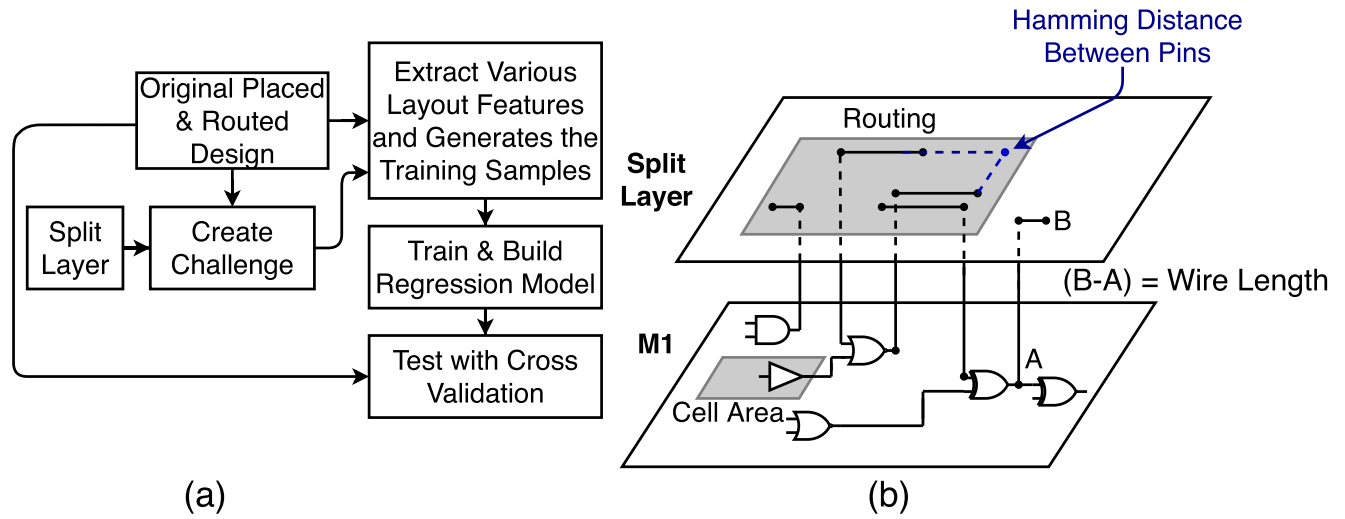 Original Placed
& Routed
Design
Split
Layer
Create
Challenge
Extract Various
Layout Features
and Generates the
Training Samples
Train & Build
Regression Model
Test with Cross
Validation
(a)
Hamming Distance
Between Pins
Routing
Split
Layer
B
(B-A) = Wire Length
M1
A
Cell Area
(b)